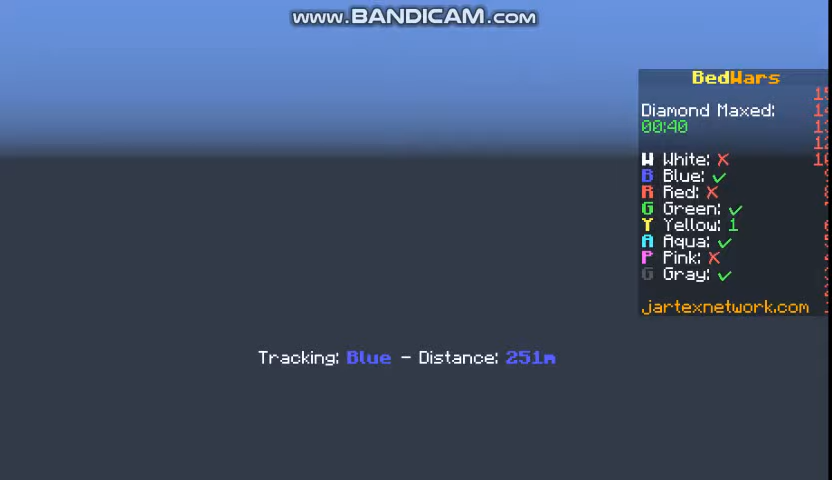 www.BANDICAM.com
BedWars
Diamond Maxed:
00:40
W White: ✗
B Blue: ✓
R Red: ✗
G Green: ✓
Y Yellow: 1
A Aqua: ✓
P Pink: ✗
G Gray: ✓
jartexnetwork.com
Tracking: Blue - Distance: 251m